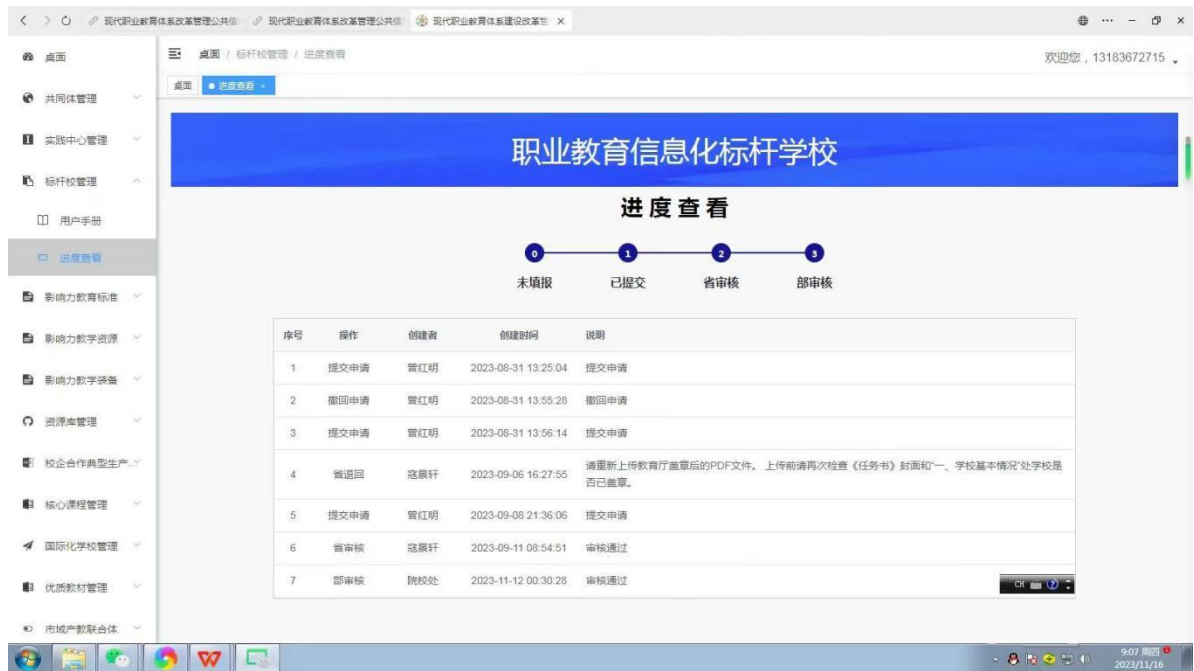 现代职业教育体系改革管理公共信
现代职业教育体系改革管理公共信
现代职业教育体系建设改革管
桌面
共同体管理
实践中心管理
标杆校管理
用户手册
进度查看
影响力教育标准
影响力教学资源
影响力教学装备
资源库管理
校企合作典型生产...
核心课程管理
国际化学校管理
优质教材管理
市域产教联合体
桌面 / 标杆校管理 / 进度查看
欢迎您，13183672715
桌面
进度查看 ×
职业教育信息化标杆学校
进度查看
0 1 2 3
未填报 已提交 省审核 部审核
序号 操作 创建者 创建时间 说明
1 提交申请 曾红明 2023-08-31 13:25:04 提交申请
2 撤回申请 曾红明 2023-08-31 13:55:28 撤回申请
3 提交申请 曾红明 2023-08-31 13:56:14 提交申请
4 省退回 寇景轩 2023-09-06 16:27:55 请重新上传教育厅盖章后的PDF文件。 上传前请再次检查《任务书》封面和“一、学校基本情况”处学校是
否已盖章。
5 提交申请 曾红明 2023-09-08 21:36:06 提交申请
6 省审核 寇景轩 2023-09-11 08:54:51 审核通过
7 部审核 院校处 2023-11-12 00:30:28 审核通过
CH
9:07 周四
2023/11/16